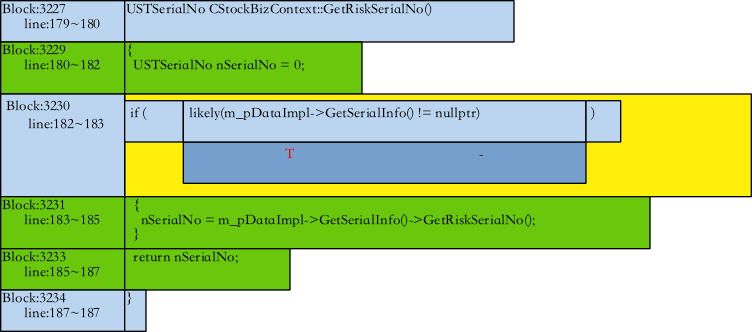 Block:3227 USTSerialNo CStockBizContext::GetRiskSerialNo()
line:179~180
Block:3229 {
line:180~182 USTSerialNo nSerialNo = 0;
Block:3230 if ( likely(m_pDataImpl->GetSerialInfo() != nullptr) )
line:182~183
T -
Block:3231 {
line:183~185 nSerialNo = m_pDataImpl->GetSerialInfo()->GetRiskSerialNo();
}
Block:3233 return nSerialNo;
line:185~187
Block:3234 }
line:187~187